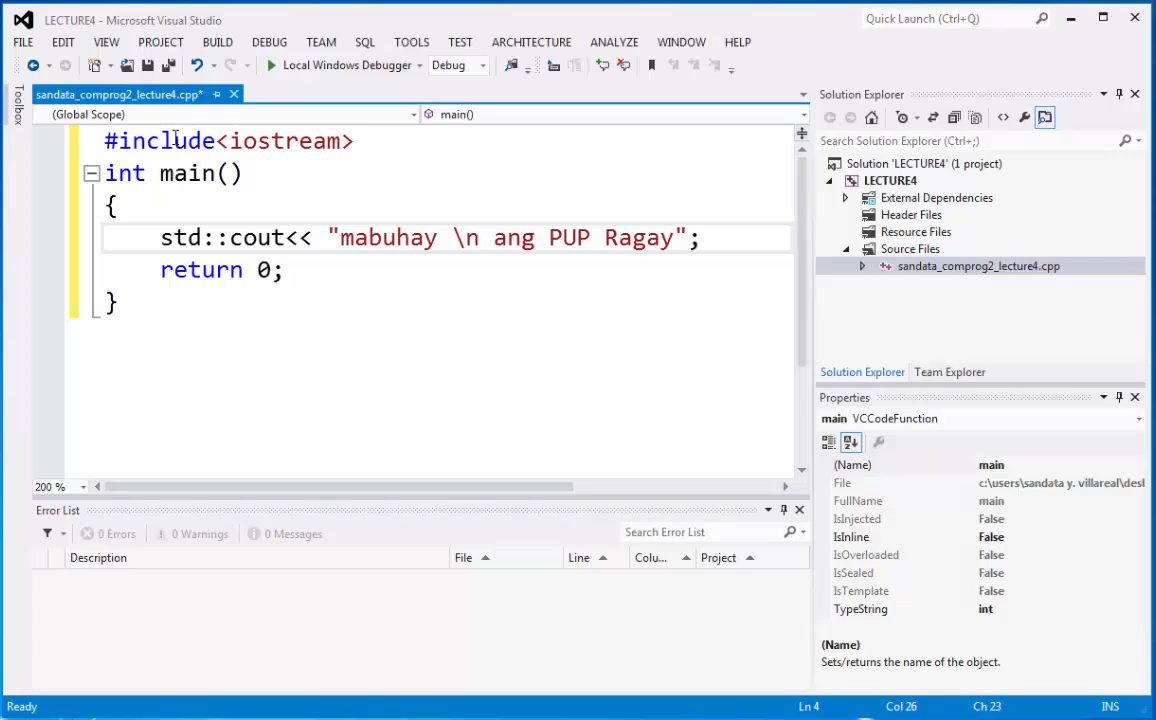 LECTURE4 - Microsoft Visual Studio
Quick Launch (Ctrl+Q)
FILE EDIT VIEW PROJECT BUILD DEBUG TEAM SQL TOOLS TEST ARCHITECTURE ANALYZE WINDOW HELP
Local Windows Debugger Debug
Toolbox
sandata_comprog2_lecture4.cpp*
(Global Scope) main()
#include<iostream>
int main()
{
std::cout<< "mabuhay \n ang PUP Ragay";
return 0;
}
200 %
Solution Explorer
Search Solution Explorer (Ctrl+;)
Solution 'LECTURE4' (1 project)
LECTURE4
External Dependencies
Header Files
Resource Files
Source Files
sandata_comprog2_lecture4.cpp
Solution Explorer Team Explorer
Properties
main VCCodeFunction
(Name) main
File c:\users\sandata y. villareal\desl
FullName main
IsInjected False
IsInline False
IsOverloaded False
IsSealed False
IsTemplate False
TypeString int
(Name)
Sets/returns the name of the object.
Error List
0 Errors 0 Warnings 0 Messages
Search Error List
Description File Line Colu... Project
Ready Ln 4 Col 26 Ch 23 INS